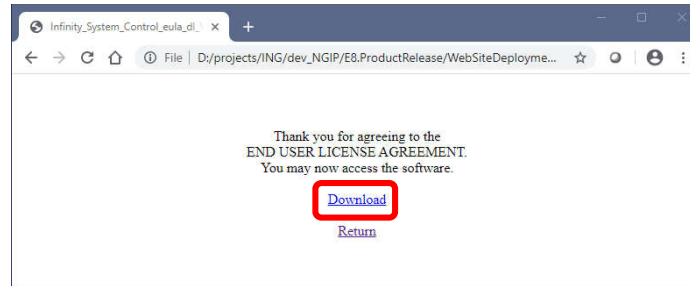 Infinity_System_Control_eula_dl_
File | D:/projects/ING/dev_NGIP/E8.ProductRelease/WebSiteDeployme...
Thank you for agreeing to the
END USER LICENSE AGREEMENT.
You may now access the software.
Download
Return